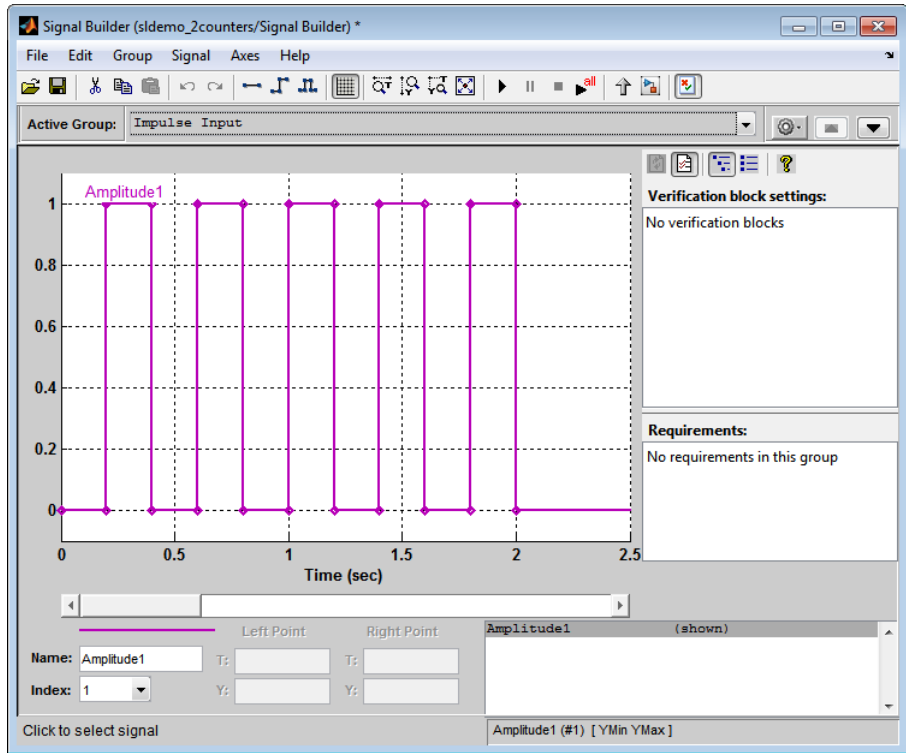 Signal Builder (sldemo_2counters/Signal Builder) *
File Edit Group Signal Axes Help
all
Active Group: Impulse Input
Verification block settings:
No verification blocks
Amplitude1
1
0.8
0.6
0.4
0.2
0
0 0.5 1 1.5 2 2.5
Time (sec)
Requirements:
No requirements in this group
Left Point Right Point
Name: Amplitude1 T: T:
Index: 1 Y: Y:
Amplitude1 (shown)
Click to select signal
Amplitude1 (#1) [ YMin YMax ]